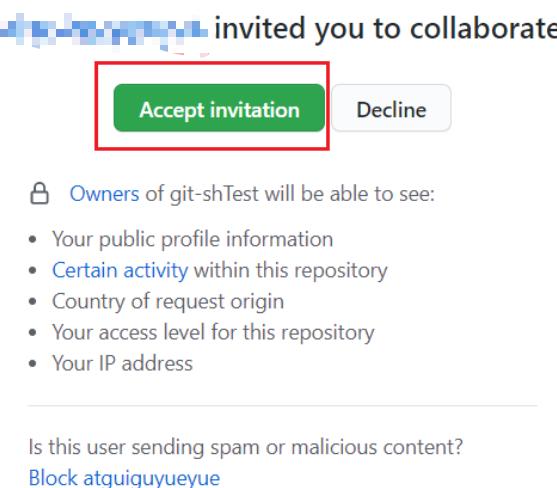 invited you to collaborate
Accept invitation Decline
Owners of git-shTest will be able to see:
• Your public profile information
• Certain activity within this repository
• Country of request origin
• Your access level for this repository
• Your IP address
Is this user sending spam or malicious content?
Block atguiguyueyue